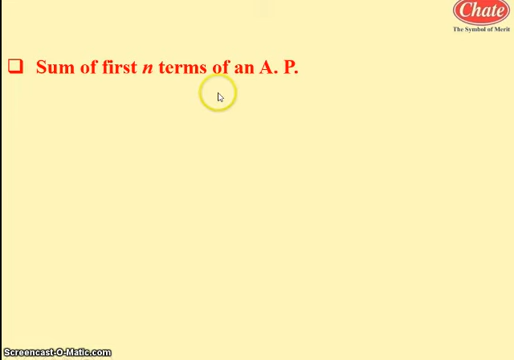 Chate
The Symbol of Merit
❑ Sum of first n terms of an A. P.
Screencast-O-Matic.com